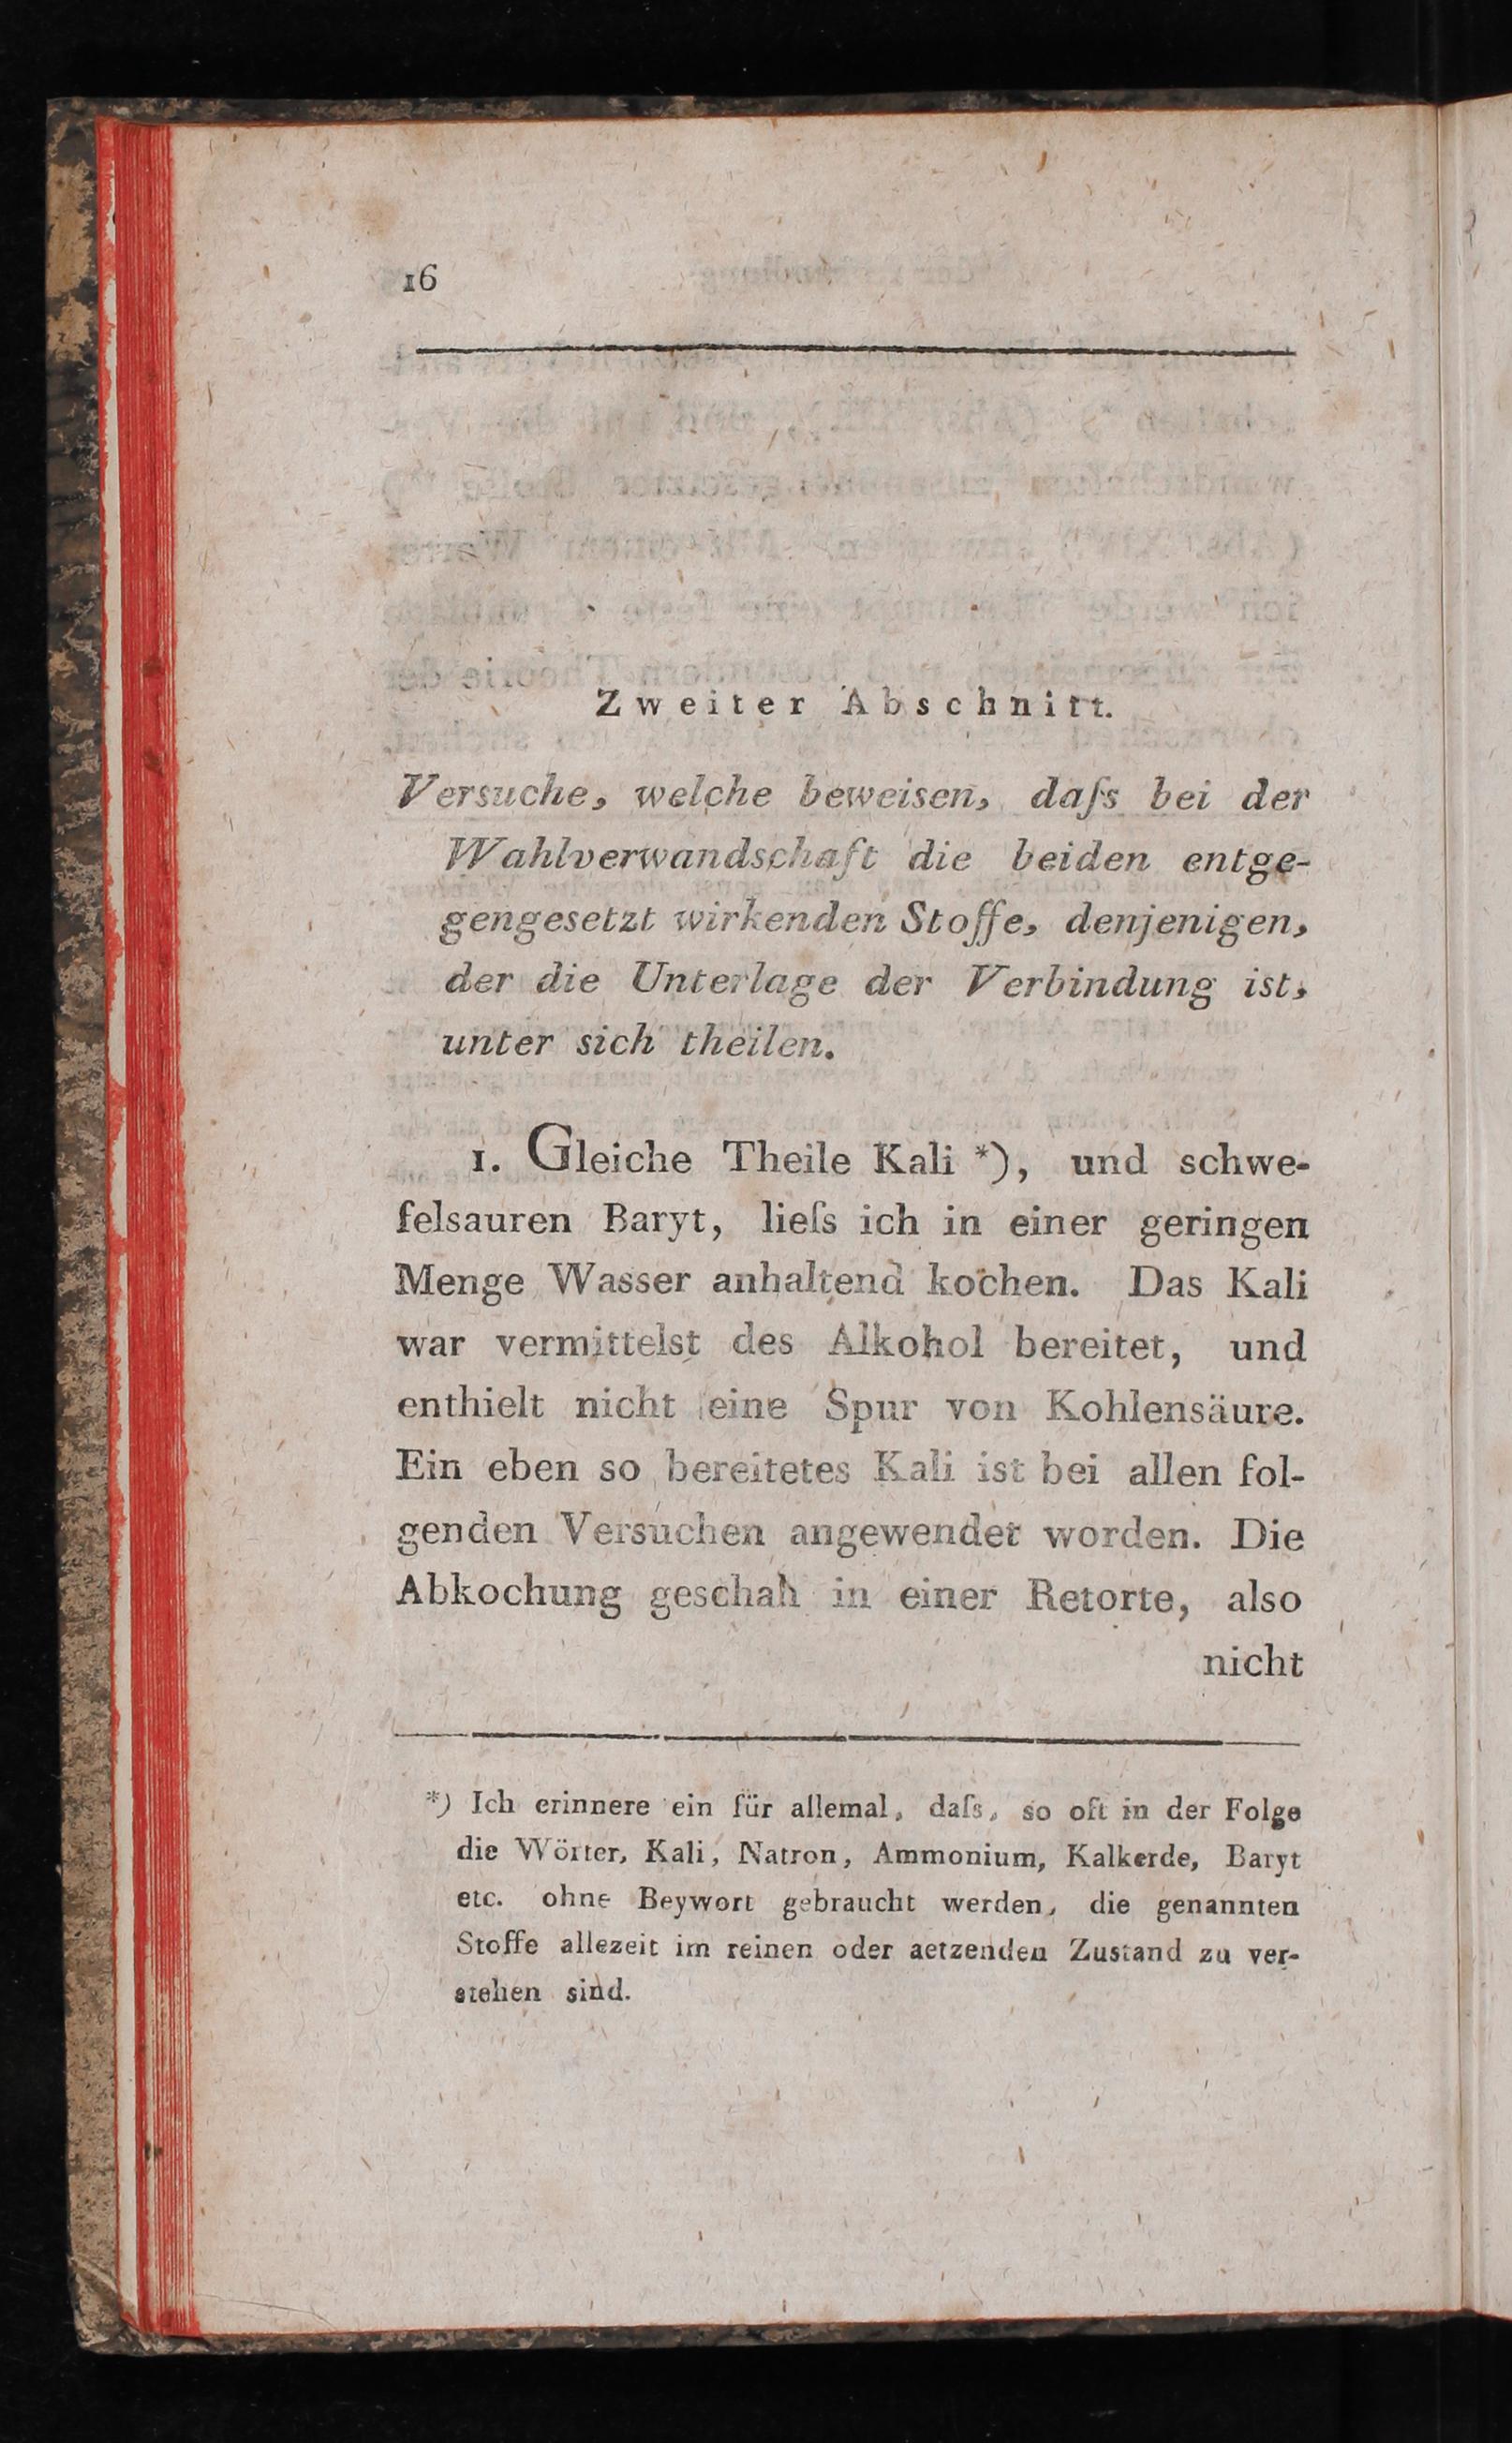 16
Zweiter Abschnitt.
Versuche, welche beweisen, daſs bei der
Wahlverwandschaft die beiden entge-
gengesetzt wirkenden Stoffe, denjenigen,
der die Unterlage der Verbindung ist,
unter sich theilen.
1. Gleiche Theile Kali *), und schwe-
felsauren Baryt, lieſs ich in einer geringen
Menge Wasser anhaltend kochen. Das Kali
war vermittelst des Alkohol bereitet, und
enthielt nicht eine Spur von Kohlensäure.
Ein eben so bereitetes Kali ist bei allen fol-
genden Versuchen angewendet worden. Die
Abkochung geschah in einer Retorte, also
nicht
*) Ich erinnere ein für allemal, daſs, so oft in der Folge
die Wörter, Kali, Natron, Ammonium, Kalkerde, Baryt
etc. ohne Beywort gebraucht werden, die genannten
Stoffe allezeit im reinen oder aetzenden Zustand zu ver-
stehen sind.